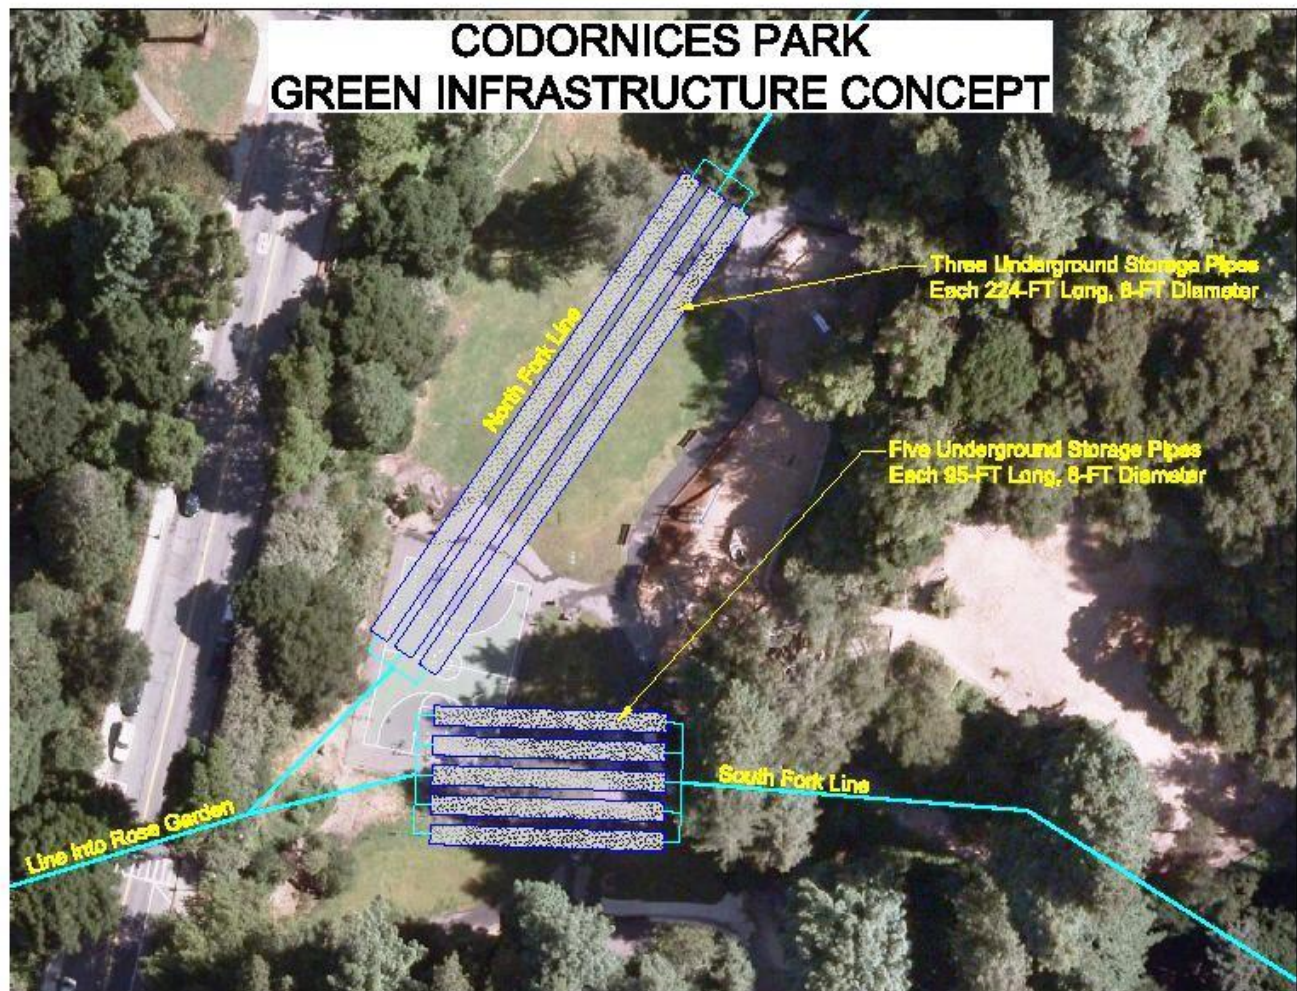 CODORNICES PARK
GREEN INFRASTRUCTURE CONCEPT
Three Underground Storage Pipes
Each 224-FT Long, 8-FT Diameter
North Fork Line
Five Underground Storage Pipes
Each 95-FT Long, 8-FT Diameter
South Fork Line
Line Into Rose Garden